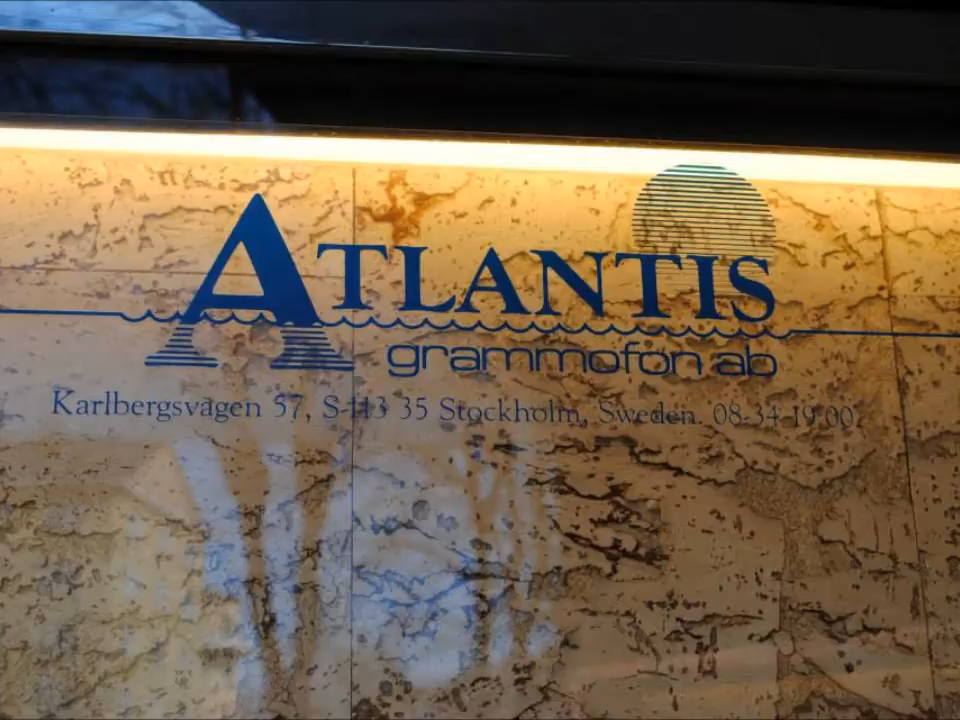 ATLANTIS
grammofon ab
Karlbergsvägen 57, S-113 35 Stockholm, Sweden. 08-34 19 00.